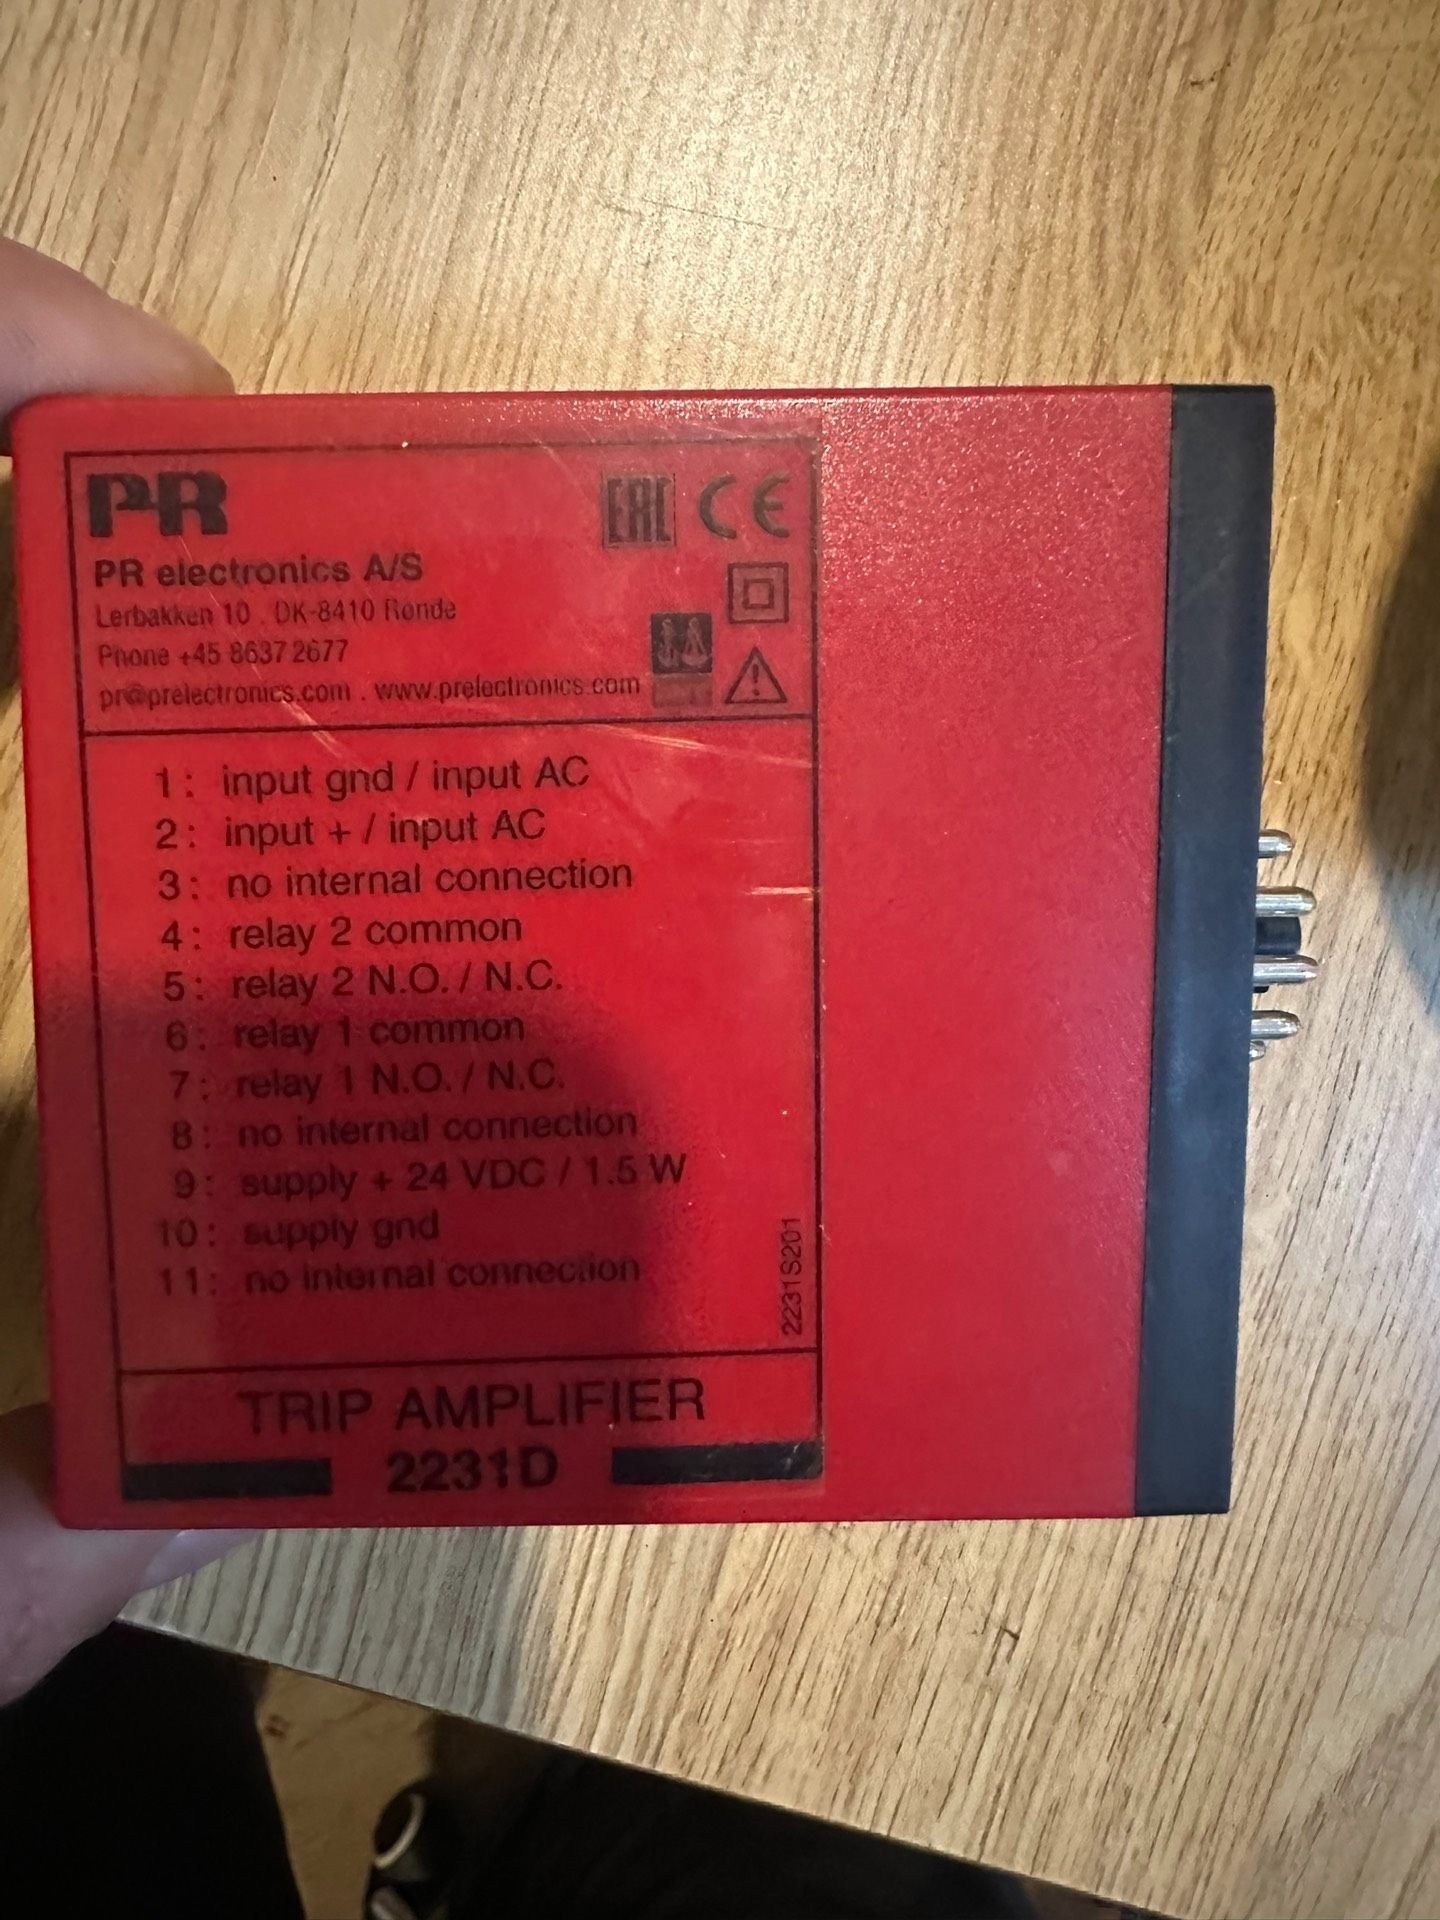 PR
EAC CE
PR electronics A/S
Lerbakken 10 . DK-8410 Rønde
Phone +45 8637 2677
pr@prelectronics.com . www.prelectronics.com
1: input gnd / input AC
2: input + / input AC
3: no internal connection
4: relay 2 common
5: relay 2 N.O. / N.C.
6: relay 1 common
7: relay 1 N.O. / N.C.
8: no internal connection
9: supply + 24 VDC / 1.5 W
10: supply gnd
11: no internal connection
2231S201
TRIP AMPLIFIER
2231D